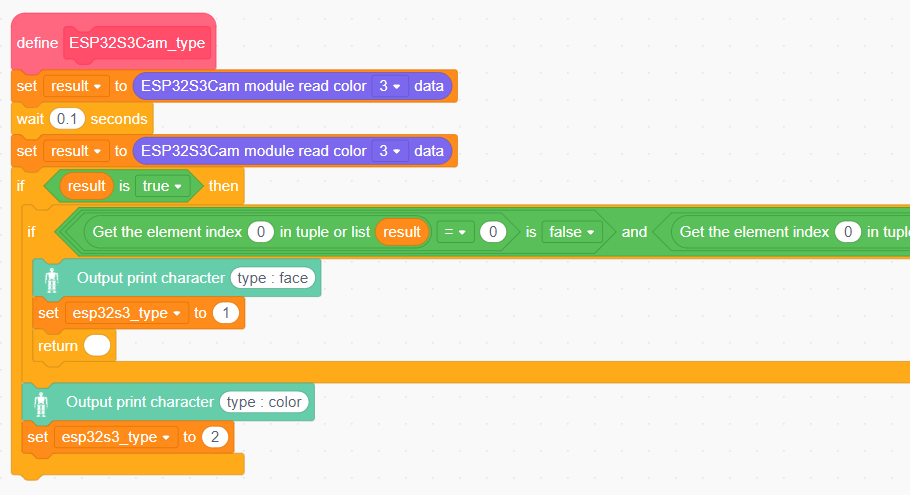 define ESP32S3Cam_type
set result to ESP32S3Cam module read color 3 data
wait 0.1 seconds
set result to ESP32S3Cam module read color 3 data
if result is true then
if Get the element index 0 in tuple or list result = 0 is false and Get the element index 0 in tuple
Output print character type : face
set esp32s3_type to 1
return
Output print character type : color
set esp32s3_type to 2